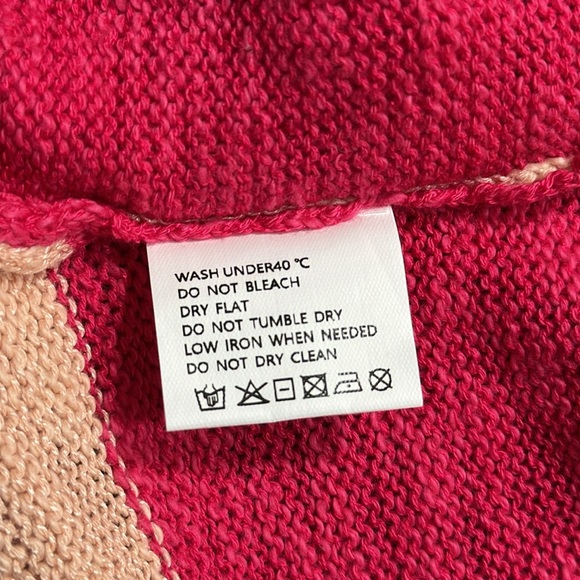 WASH UNDER40 °C
DO NOT BLEACH
DRY FLAT
DO NOT TUMBLE DRY
LOW IRON WHEN NEEDED
DO NOT DRY CLEAN